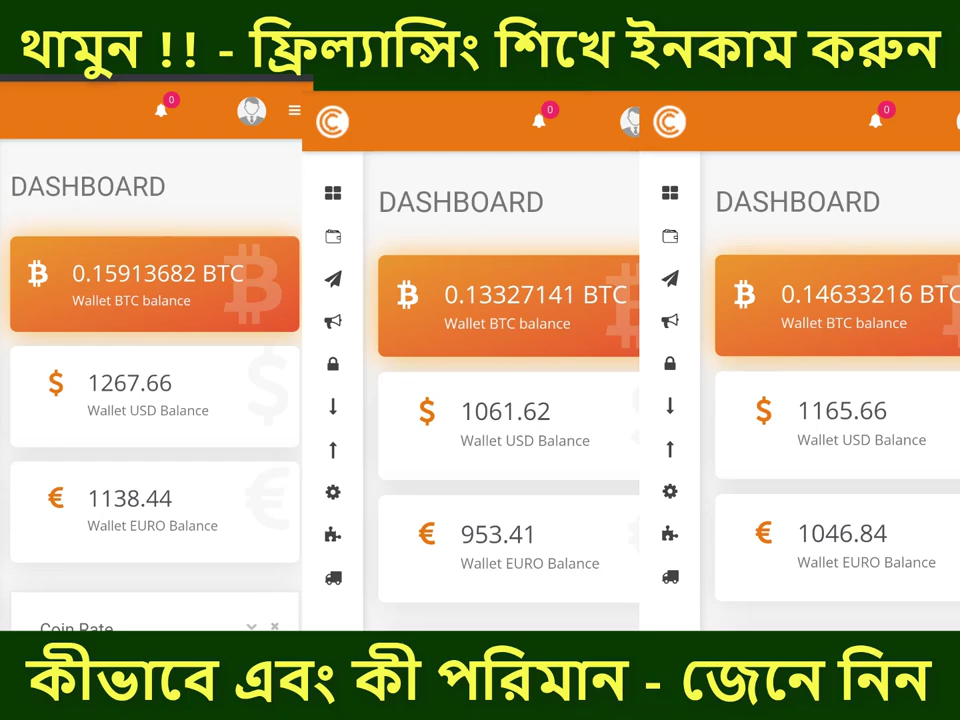 থামুন !! - ফ্রিল্যান্সিং শিখে ইনকাম করুন
0
DASHBOARD
0.15913682 BTC
Wallet BTC balance
$ 1267.66
Wallet USD Balance
€ 1138.44
Wallet EURO Balance
Coin Rate
0
DASHBOARD
0.13327141 BTC
Wallet BTC balance
$ 1061.62
Wallet USD Balance
€ 953.41
Wallet EURO Balance
0
DASHBOARD
0.14633216 BTC
Wallet BTC balance
$ 1165.66
Wallet USD Balance
€ 1046.84
Wallet EURO Balance
কীভাবে এবং কী পরিমান - জেনে নিন